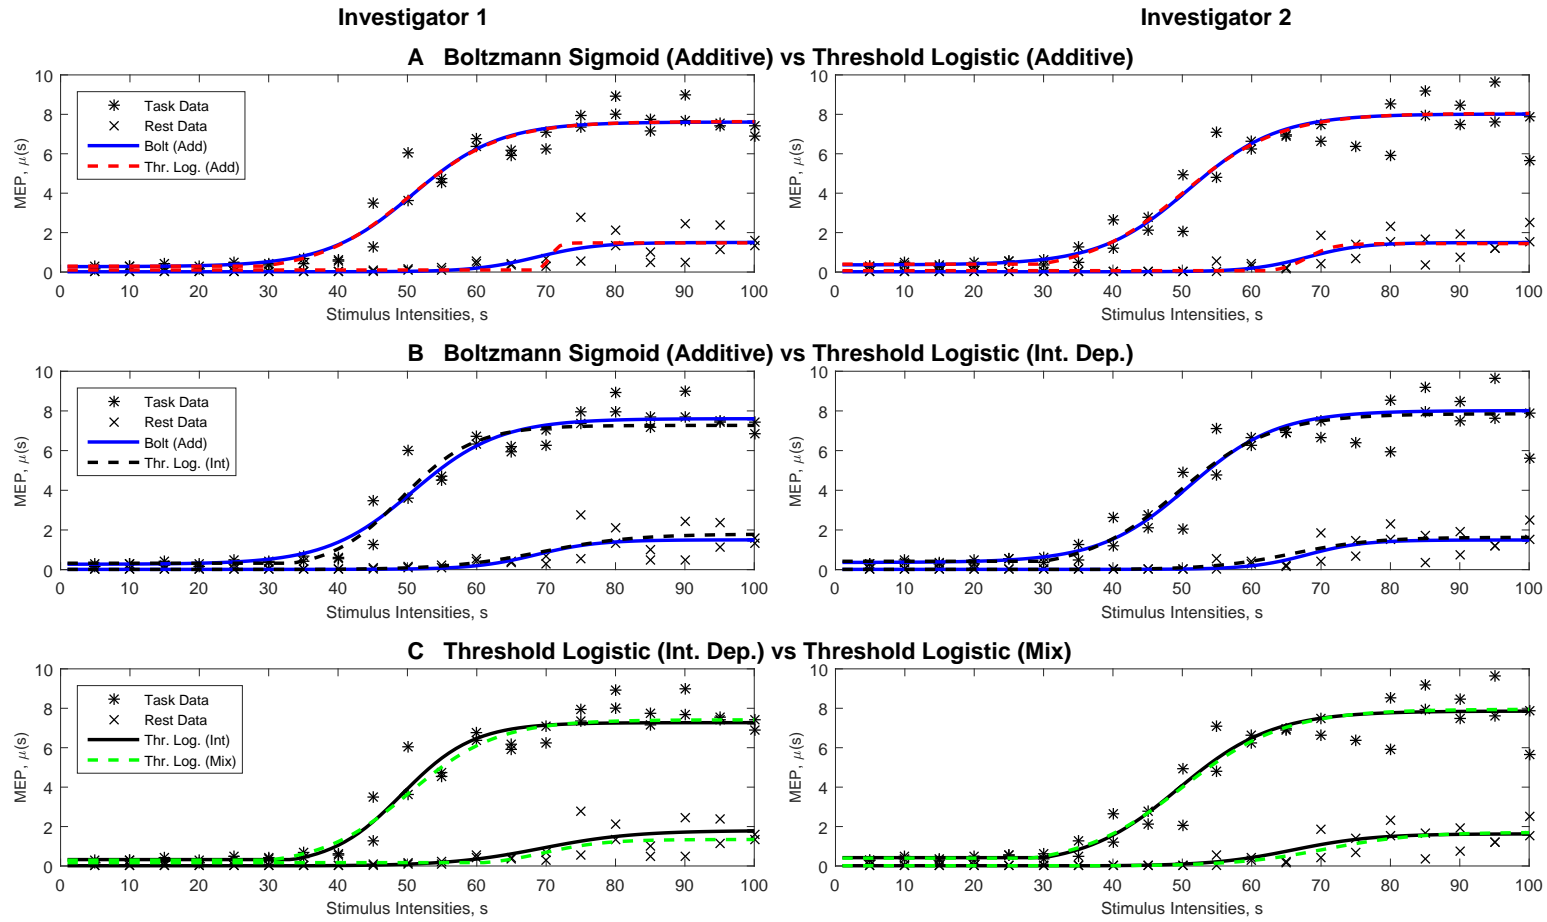 Investigator 1
Investigator 2
A Boltzmann Sigmoid (Additive) vs Threshold Logistic (Additive)
10
8
6
4
2
0
MEP, μ(s)
Task Data
Rest Data
Bolt (Add)
Thr. Log. (Add)
0 10 20 30 40 50 60 70 80 90 100
Stimulus Intensities, s
10
8
6
4
2
0
MEP, μ(s)
0 10 20 30 40 50 60 70 80 90 100
Stimulus Intensities, s
B Boltzmann Sigmoid (Additive) vs Threshold Logistic (Int. Dep.)
10
8
6
4
2
0
MEP, μ(s)
Task Data
Rest Data
Bolt (Add)
Thr. Log. (Int)
0 10 20 30 40 50 60 70 80 90 100
Stimulus Intensities, s
10
8
6
4
2
0
MEP, μ(s)
0 10 20 30 40 50 60 70 80 90 100
Stimulus Intensities, s
C Threshold Logistic (Int. Dep.) vs Threshold Logistic (Mix)
10
8
6
4
2
0
MEP, μ(s)
Task Data
Rest Data
Thr. Log. (Int)
Thr. Log. (Mix)
0 10 20 30 40 50 60 70 80 90 100
Stimulus Intensities, s
10
8
6
4
2
0
MEP, μ(s)
0 10 20 30 40 50 60 70 80 90 100
Stimulus Intensities, s